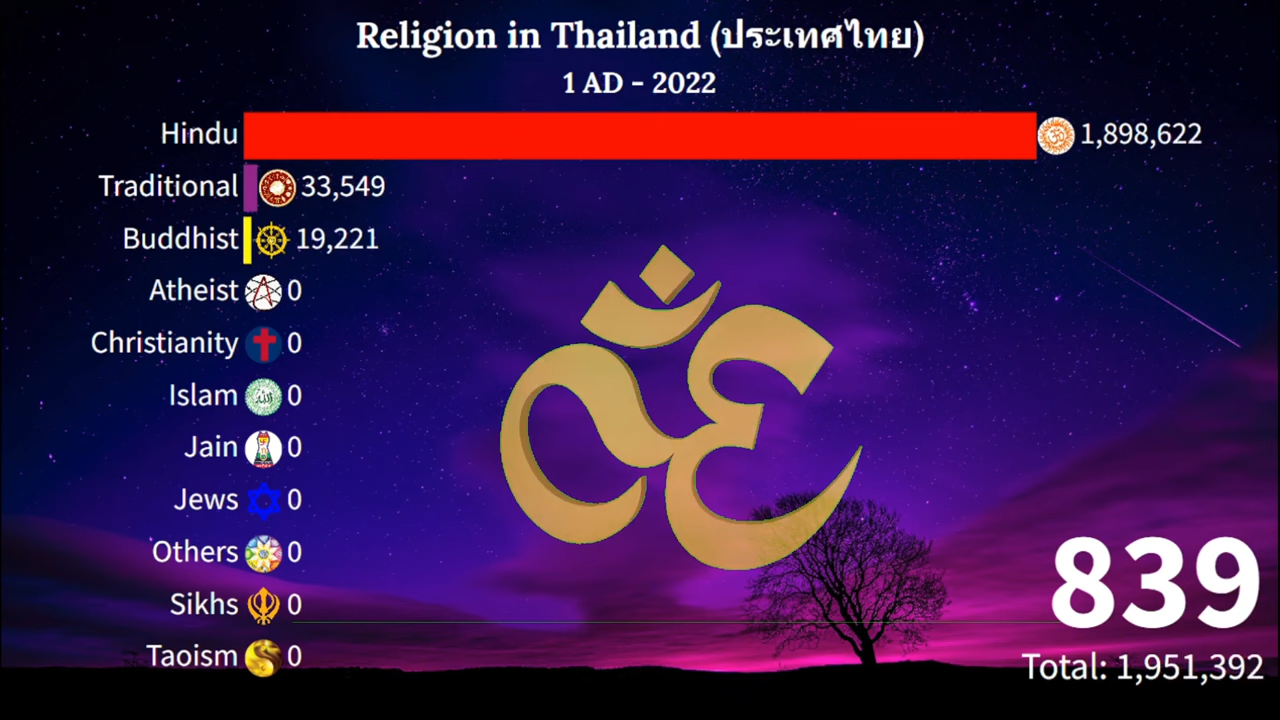 Religion in Thailand (ประเทศไทย)
1 AD - 2022
Hindu 1,898,622
Traditional 33,549
Buddhist 19,221
Atheist 0
Christianity 0
Islam 0
Jain 0
Jews 0
Others 0
Sikhs 0
Taoism 0
839
Total: 1,951,392